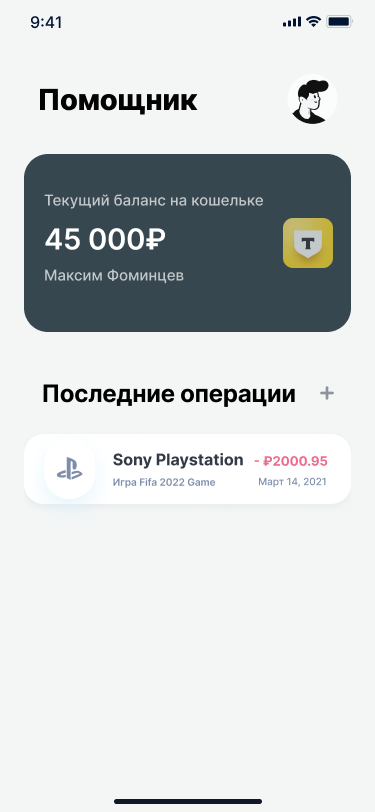 9:41
Помощник
Текущий баланс на кошельке
45 000₽
T
Максим Фоминцев
Последние операции +
Sony Playstation - ₽2000.95
Игра Fifa 2022 Game Март 14, 2021